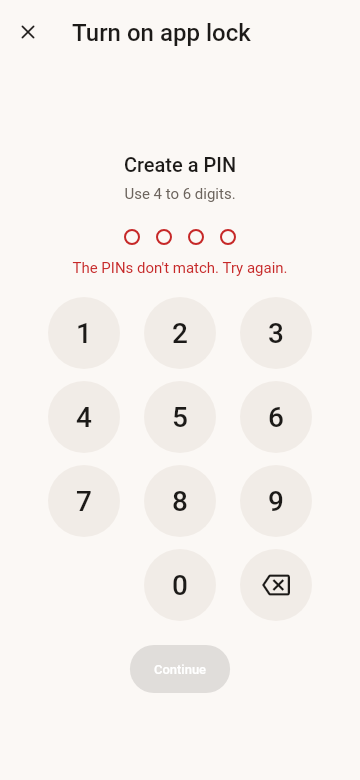 Turn on app lock
Create a PIN
Use 4 to 6 digits.
The PINs don't match. Try again.
1 2 3
4 5 6
7 8 9
0
Continue